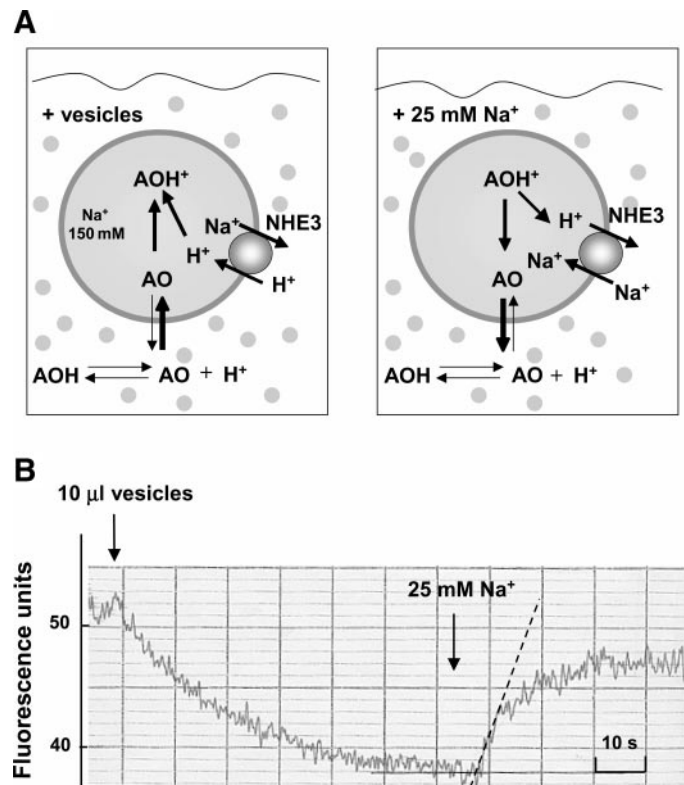 A
+ vesicles
AOH⁺
Na⁺
150 mM
Na⁺
NHE3
H⁺
H⁺
AO
AOH
AO + H⁺
+ 25 mM Na⁺
AOH⁺
H⁺
NHE3
Na⁺
Na⁺
AO
AOH
AO + H⁺
B
10 µl vesicles
25 mM Na⁺
Fluorescence units
50
40
10 s